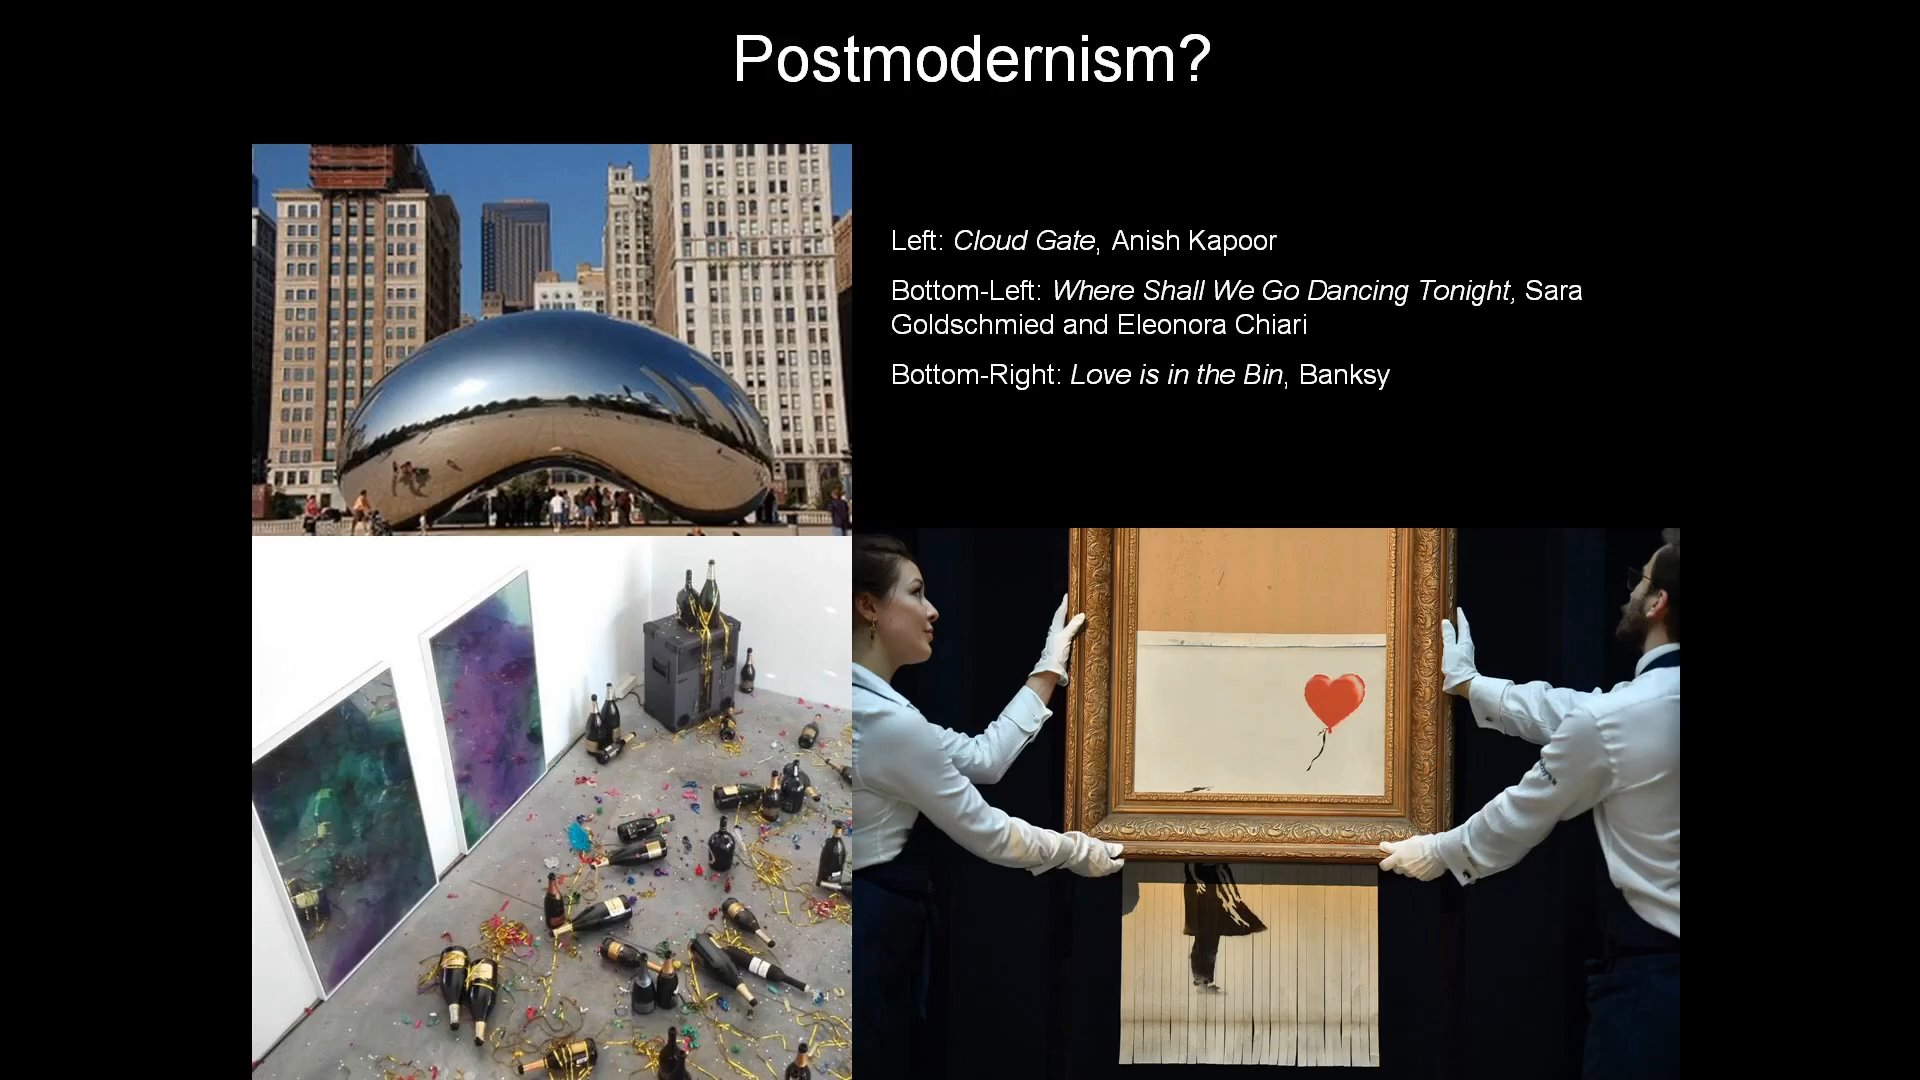 Postmodernism?
Left: Cloud Gate, Anish Kapoor
Bottom-Left: Where Shall We Go Dancing Tonight, Sara
Goldschmied and Eleonora Chiari
Bottom-Right: Love is in the Bin, Banksy